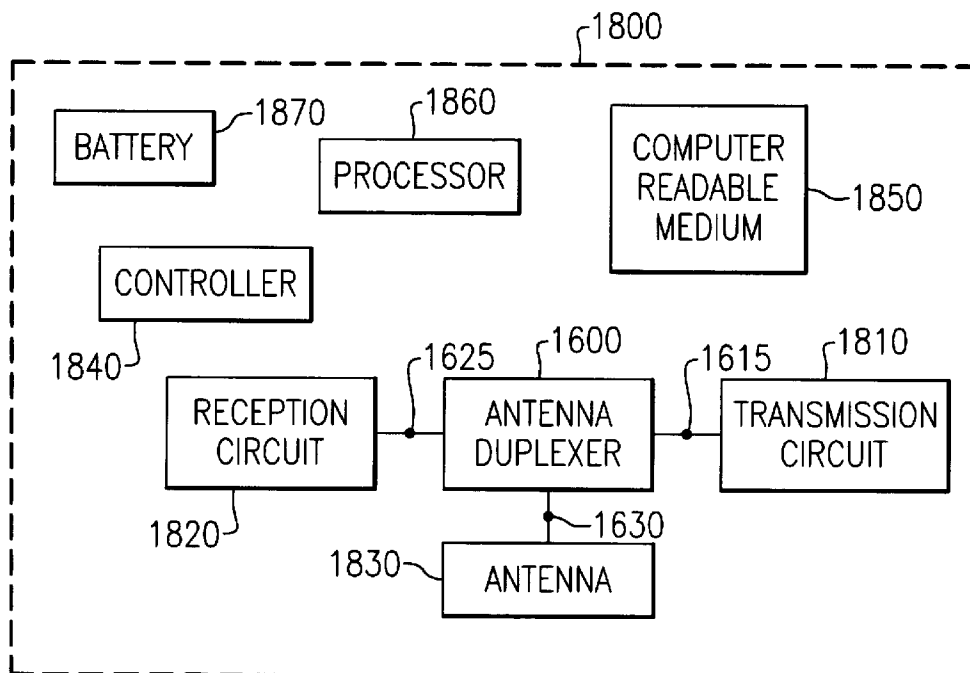 1800
BATTERY
1870
1860
PROCESSOR
COMPUTER
READABLE
MEDIUM
1850
CONTROLLER
1840
1625
1600
1615
1810
RECEPTION
CIRCUIT
ANTENNA
DUPLEXER
TRANSMISSION
CIRCUIT
1820
1630
1830
ANTENNA